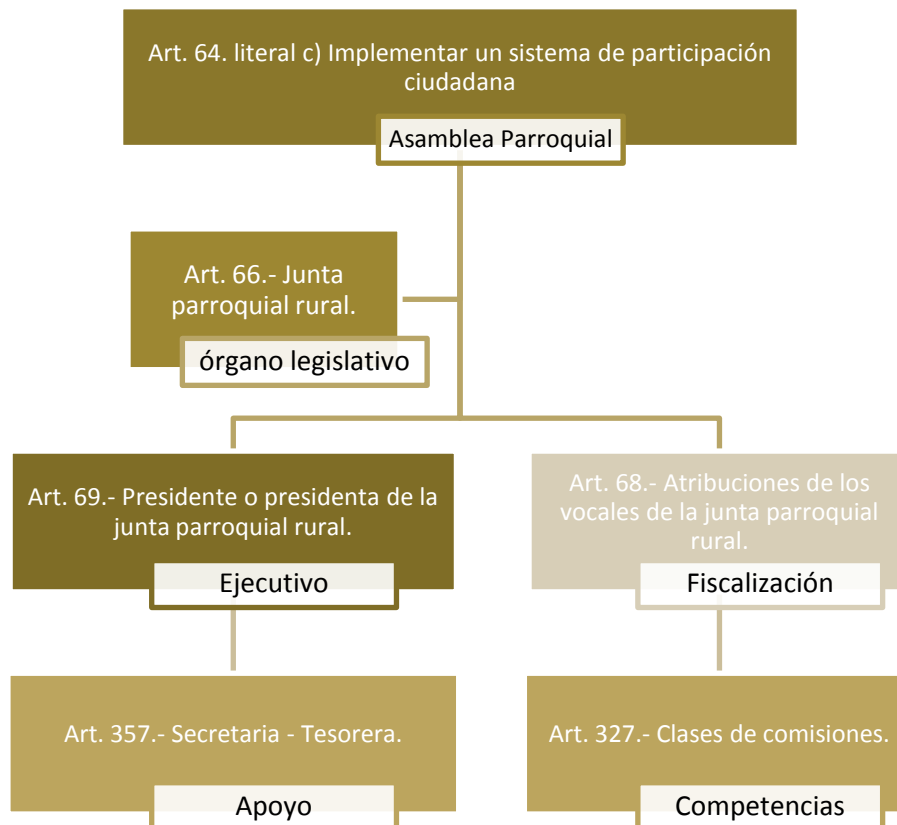 Art. 64. literal c) Implementar un sistema de participación
ciudadana
Asamblea Parroquial
Art. 66.- Junta
parroquial rural.
órgano legislativo
Art. 69.- Presidente o presidenta de la
junta parroquial rural.
Ejecutivo
Art. 68.- Atribuciones de los
vocales de la junta parroquial
rural.
Fiscalización
Art. 357.- Secretaria - Tesorera.
Apoyo
Art. 327.- Clases de comisiones.
Competencias